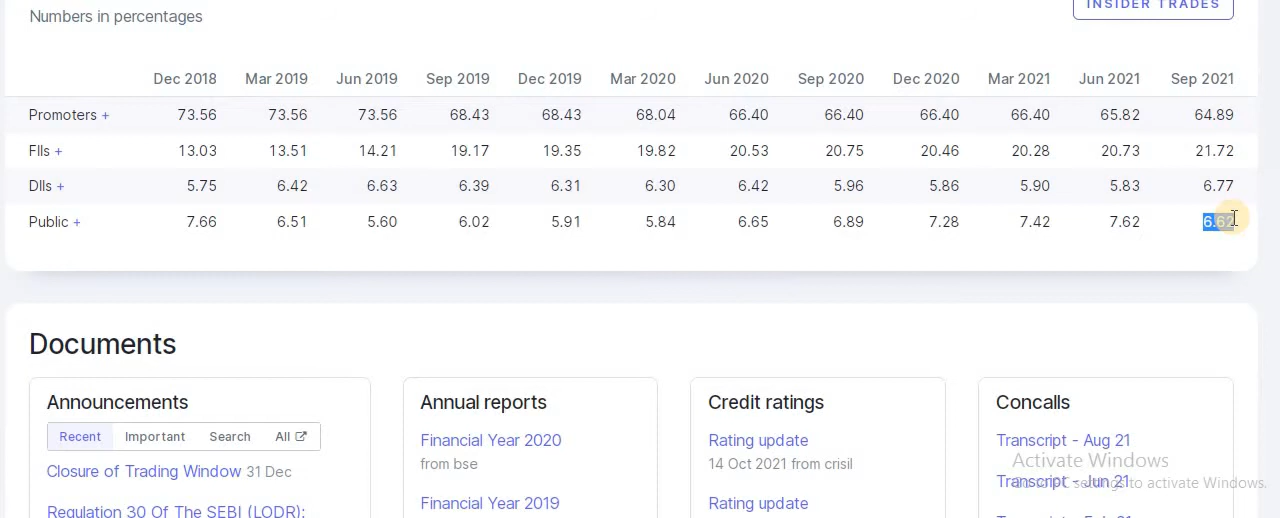 Numbers in percentages
INSIDER TRADES
Dec 2018 Mar 2019 Jun 2019 Sep 2019 Dec 2019 Mar 2020 Jun 2020 Sep 2020 Dec 2020 Mar 2021 Jun 2021 Sep 2021
Promoters + 73.56 73.56 73.56 68.43 68.43 68.04 66.40 66.40 66.40 66.40 65.82 64.89
FIIs + 13.03 13.51 14.21 19.17 19.35 19.82 20.53 20.75 20.46 20.28 20.73 21.72
DIIs + 5.75 6.42 6.63 6.39 6.31 6.30 6.42 5.96 5.86 5.90 5.83 6.77
Public + 7.66 6.51 5.60 6.02 5.91 5.84 6.65 6.89 7.28 7.42 7.62 6.62
Documents
Announcements
Recent Important Search All
Closure of Trading Window 31 Dec
Regulation 30 Of The SEBI (LODR):
Annual reports
Financial Year 2020
from bse
Financial Year 2019
Credit ratings
Rating update
14 Oct 2021 from crisil
Rating update
Concalls
Transcript - Aug 21
Transcript - Jun 21
Activate Windows
Go to PC settings to activate Windows.